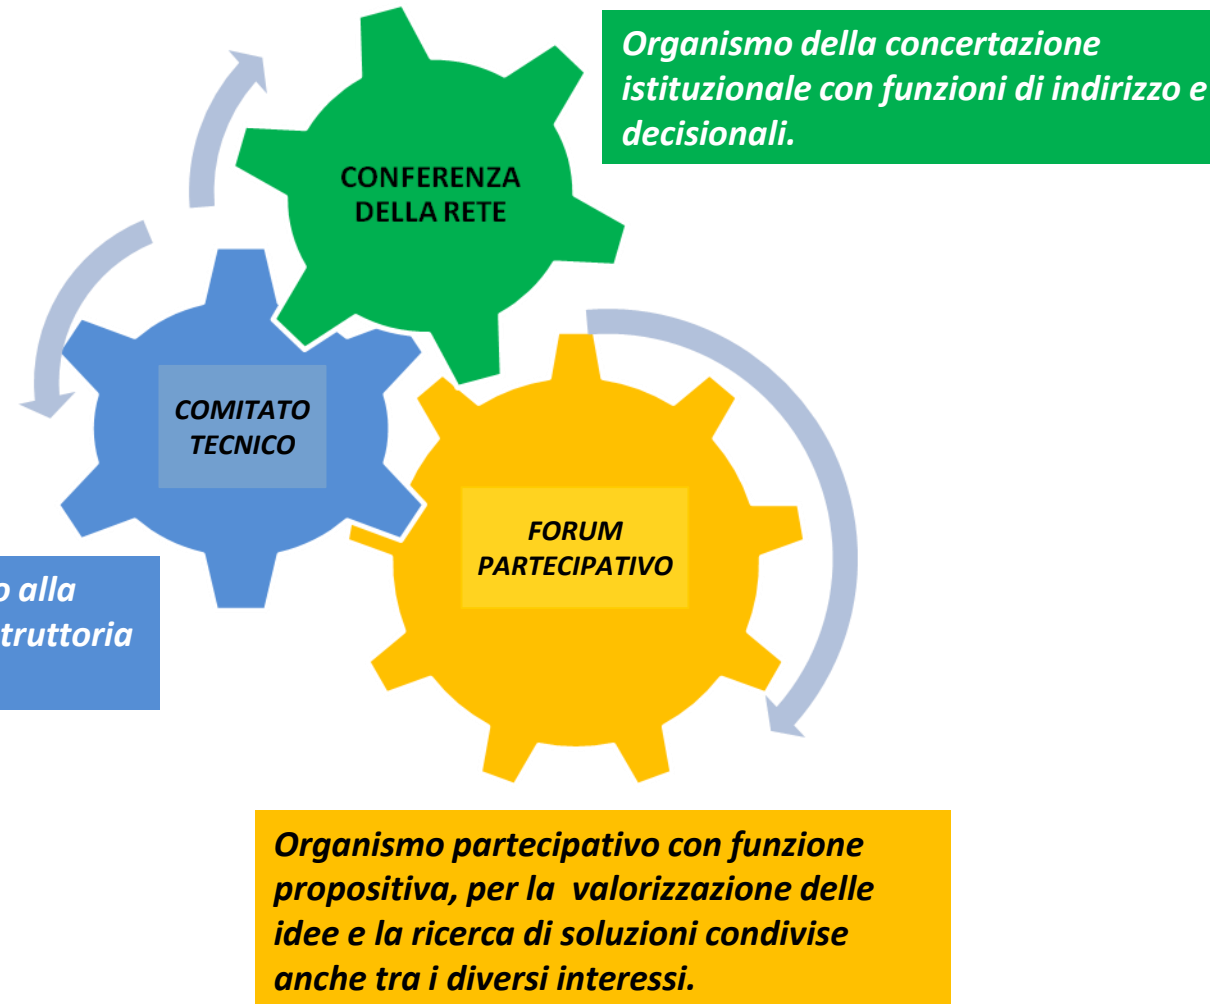 Organismo della concertazione
istituzionale con funzioni di indirizzo e
decisionali.
CONFERENZA
DELLA RETE
COMITATO
TECNICO
FORUM
PARTECIPATIVO
alla
Organismo partecipativo con funzione
propositiva, per la valorizzazione delle
idee e la ricerca di soluzioni condivise
anche tra i diversi interessi.